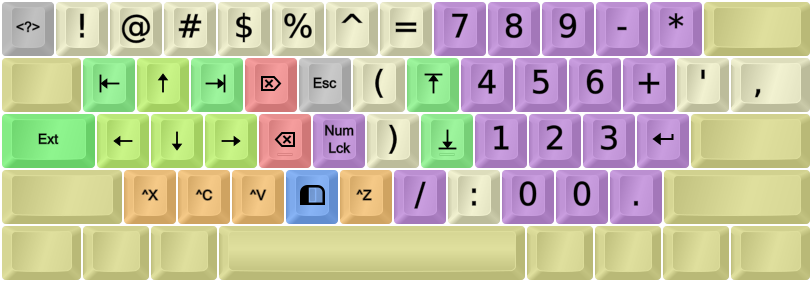 <?> ! @ # $ % ^ = 7 8 9 - *
⇤ ↑ ⇥ ⌦ Esc ( ⤒ 4 5 6 + ' ,
Ext ← ↓ → ⌫ Num Lck ) ⤓ 1 2 3 ↵
^X ^C ^V ^Z / : 0 0 .